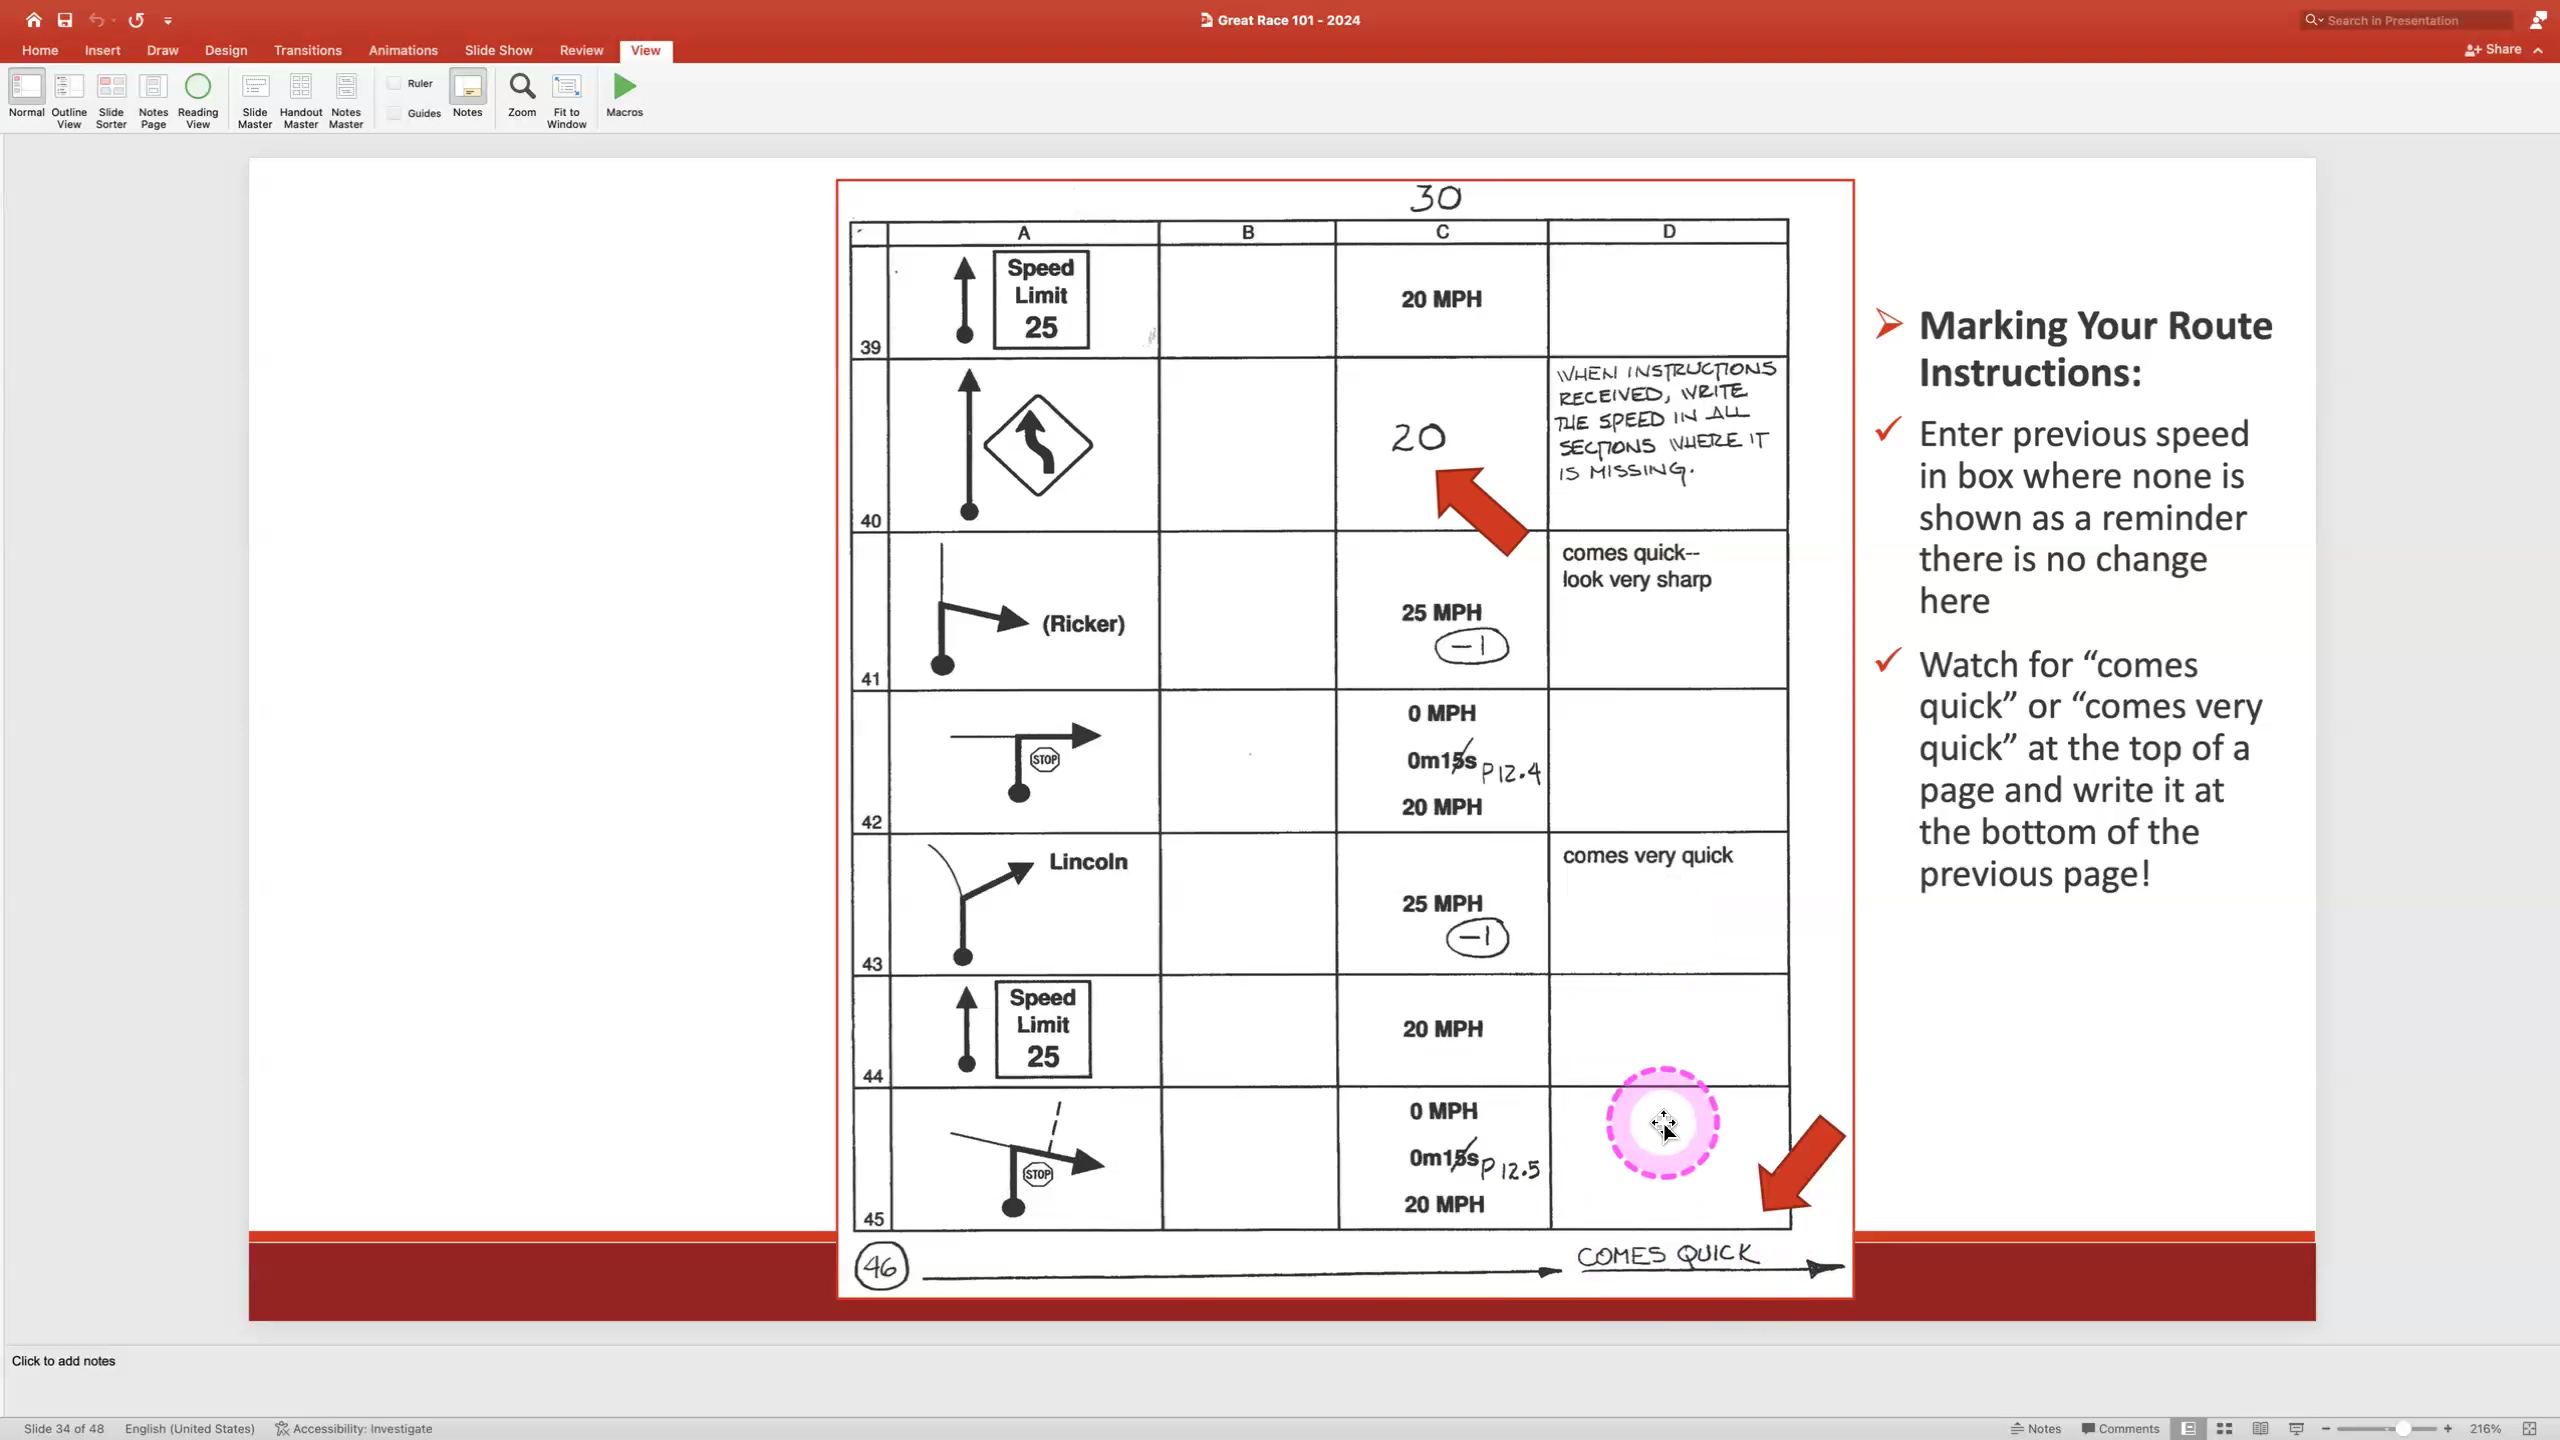 Great Race 101 - 2024
Search in Presentation
Home Insert Draw Design Transitions Animations Slide Show Review View
Share
Normal
Outline View
Slide Sorter
Notes Page
Reading View
Slide Master
Handout Master
Notes Master
Ruler
Guides
Notes
Zoom
Fit to Window
Macros
30
A B C D
Speed
Limit
25
20 MPH
39
20
WHEN INSTRUCTIONS
RECEIVED, WRITE
THE SPEED IN ALL
SECTIONS WHERE IT
IS MISSING.
40
(Ricker)
25 MPH
-1
comes quick--
look very sharp
41
STOP
0 MPH
0m15s P12.4
20 MPH
42
Lincoln
25 MPH
-1
comes very quick
43
Speed
Limit
25
20 MPH
44
STOP
0 MPH
0m15s P12.5
20 MPH
45
46 COMES QUICK
Marking Your Route
Instructions:
Enter previous speed
in box where none is
shown as a reminder
there is no change
here
Watch for “comes
quick” or “comes very
quick” at the top of a
page and write it at
the bottom of the
previous page!
Click to add notes
Slide 34 of 48 English (United States) Accessibility: Investigate
Notes Comments 216%